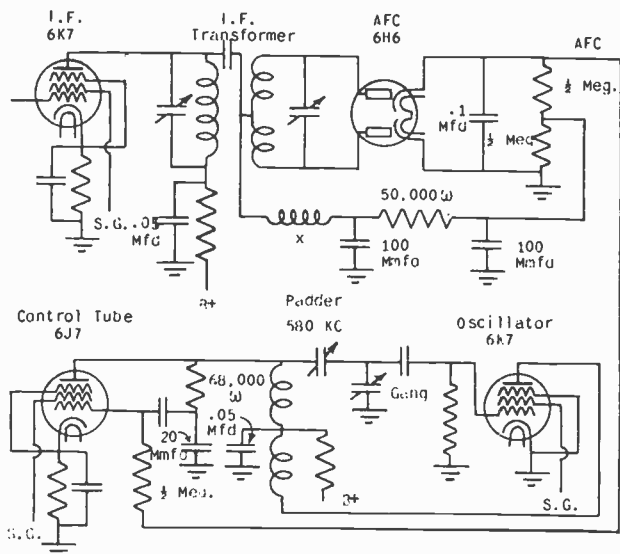 I.F.
6K7
I.F.
Transformer
AFC
6H6
AFC
½ Meg.
.1
Mfd
½ Meg
50,000 ω
S.G.
.05
Mfd
x
100
Mmfd
100
Mmfd
B+
Control Tube
6J7
Padder
580 KC
Oscillator
6K7
68,000
ω
Gang
.05
Mfd
20
Mmfd
½ Meg.
B+
S.G.
S.G.